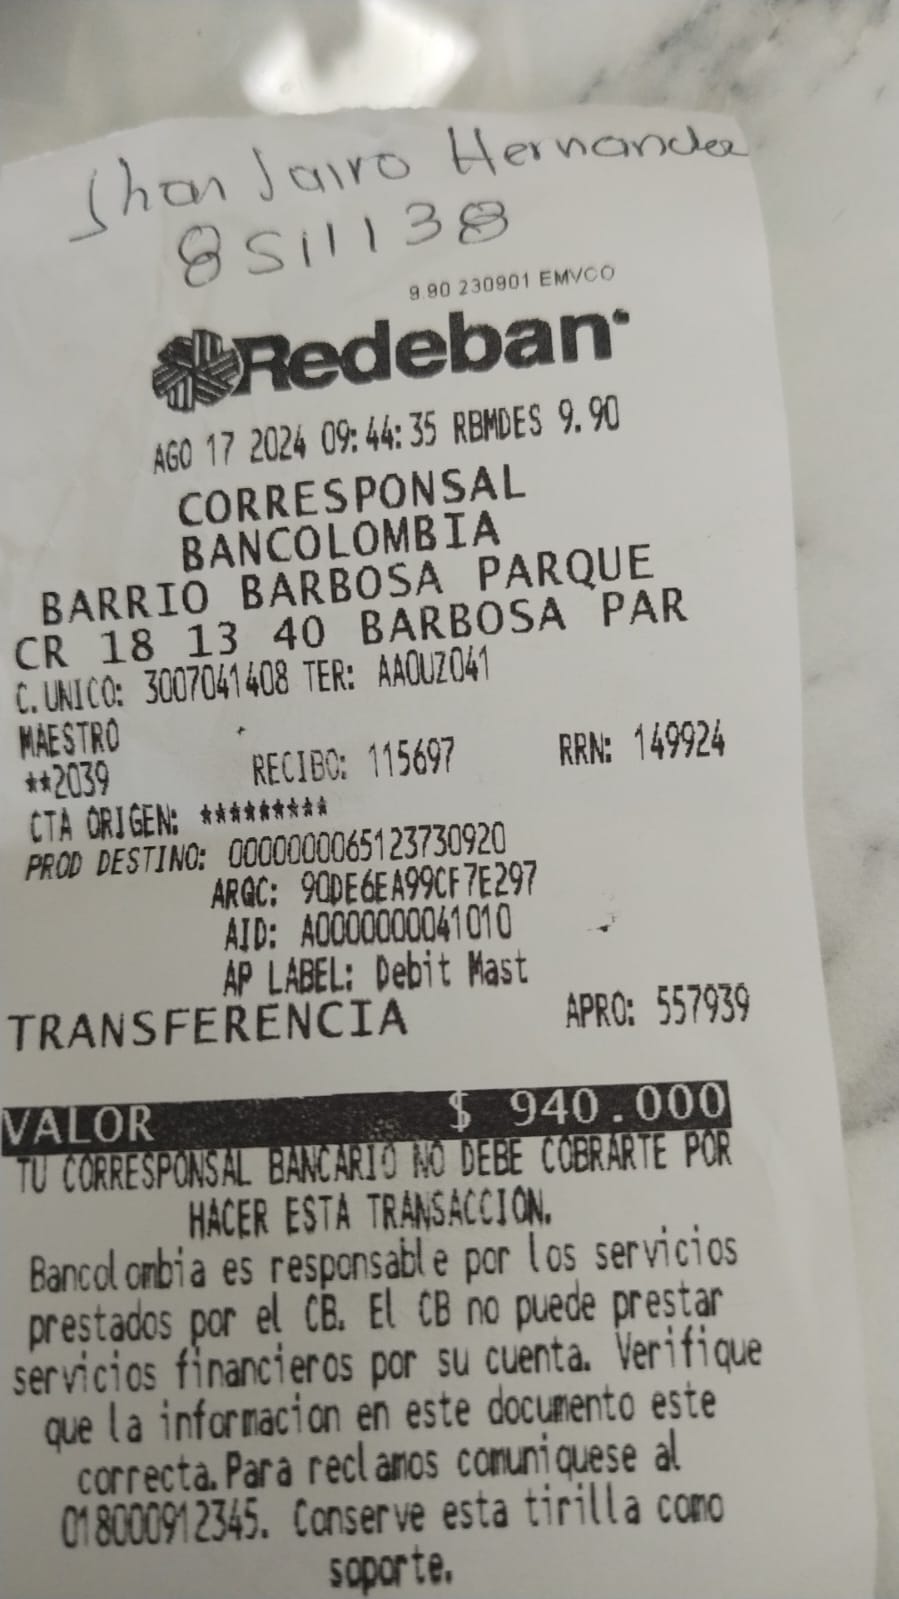 Jhon Jairo Hernandez
8511138
9.90 230901 EMVCO
Redeban
AGO 17 2024 09:44:35 RBMDES 9.90
CORRESPONSAL
BANCOLOMBIA
BARRIO BARBOSA PARQUE
CR 18 13 40 BARBOSA PAR
C.UNICO: 3007041408 TER: AAOUZ041
MAESTRO
**2039 RECIBO: 115697 RRN: 149924
CTA ORIGEN: *********
PROD DESTINO: 0000000065123730920
ARQC: 90DE6EA99CF7E297
AID: A0000000041010
AP LABEL: Debit Mast
TRANSFERENCIA APRO: 557939
VALOR $ 940.000
TU CORRESPONSAL BANCARIO NO DEBE COBRARTE POR
HACER ESTA TRANSACCION.
Bancolombia es responsable por los servicios
prestados por el CB. El CB no puede prestar
servicios financieros por su cuenta. Verifique
que la informacion en este documento este
correcta. Para reclamos comuniquese al
018000912345. Conserve esta tirilla como
soporte.